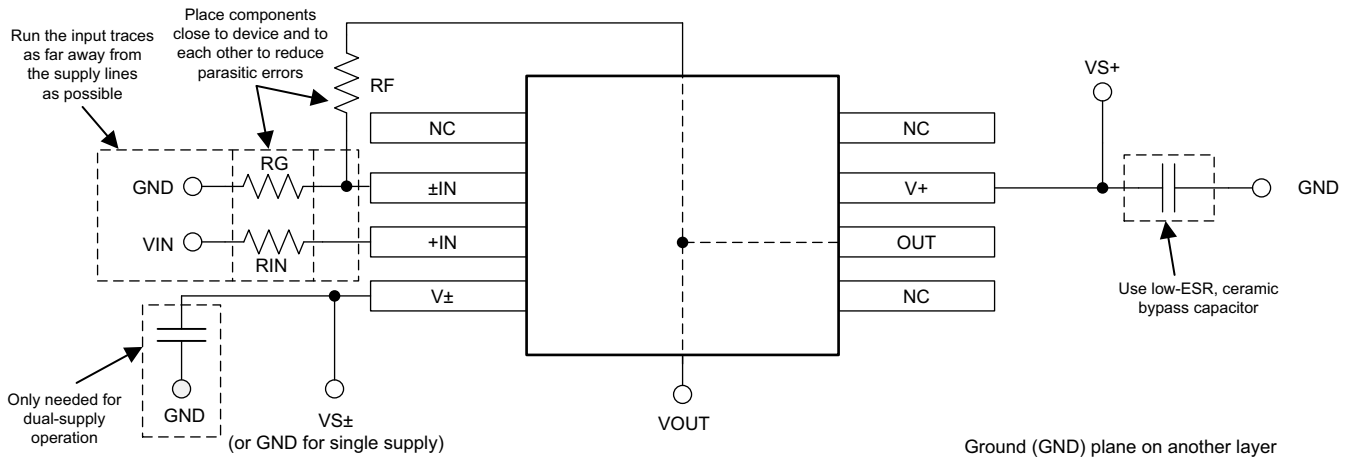 Run the input traces
as far away from
the supply lines
as possible
Place components
close to device and to
each other to reduce
parasitic errors
RF
VS+
NC
NC
RG
GND
±IN
V+
GND
VIN
+IN
OUT
RIN
V±
NC
Use low-ESR, ceramic
bypass capacitor
Only needed for
dual-supply
operation
GND
VS±
(or GND for single supply)
VOUT
Ground (GND) plane on another layer